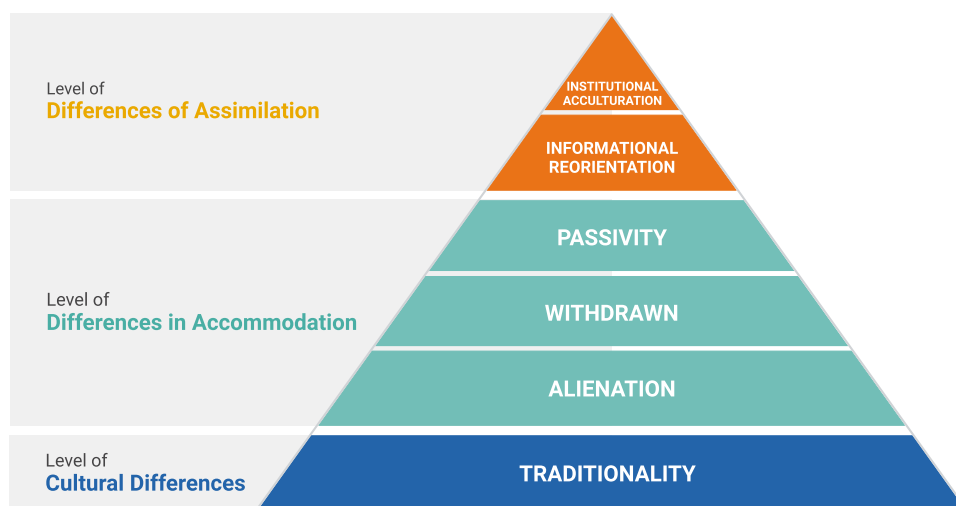 INSTITUTIONAL
ACCULTURATION
Level of
Differences of Assimilation
INFORMATIONAL
REORIENTATION
PASSIVITY
Level of
Differences in Accommodation
WITHDRAWN
ALIENATION
Level of
Cultural Differences
TRADITIONALITY